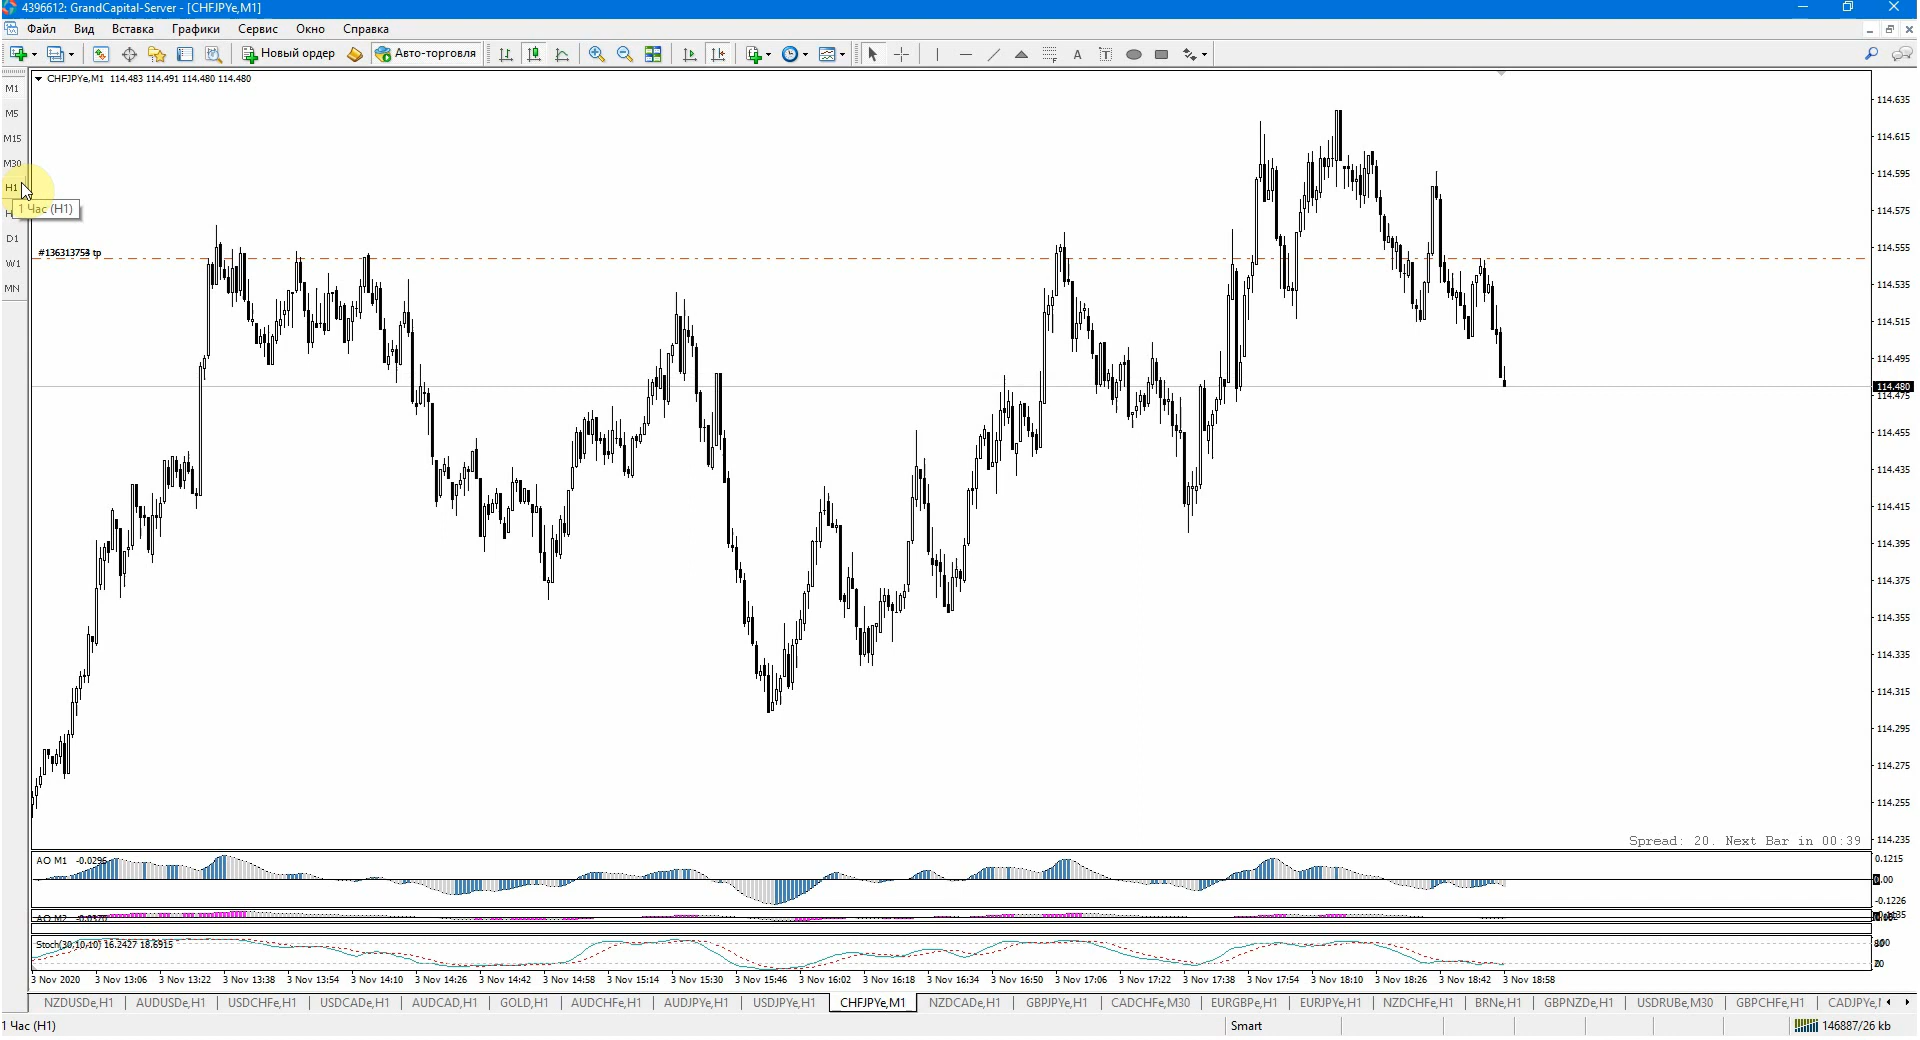 4396612: GrandCapital-Server - [CHFJPYe,M1]
Файл Вид Вставка Графики Сервис Окно Справка
Новый ордер Авто-торговля A T
M1
M5
M15
M30
H1
1 Час (H1)
D1
W1
MN
CHFJPYe,M1 114.483 114.491 114.480 114.480
tp
114.635
114.615
114.595
114.575
114.555
114.535
114.515
114.495
114.480
114.475
114.455
114.435
114.415
114.395
114.375
114.355
114.335
114.315
114.295
114.275
114.255
114.235
Spread: 20. Next Bar in 00:39
AO M1 -0.0296
0.1215
0.00
-0.1226
AO M2 -0.0370
Stoch(30,10,10) 16.2427 18.6915
20
3 Nov 2020 3 Nov 13:06 3 Nov 13:22 3 Nov 13:38 3 Nov 13:54 3 Nov 14:10 3 Nov 14:26 3 Nov 14:42 3 Nov 14:58 3 Nov 15:14 3 Nov 15:30 3 Nov 15:46 3 Nov 16:02 3 Nov 16:18 3 Nov 16:34 3 Nov 16:50 3 Nov 17:06 3 Nov 17:22 3 Nov 17:38 3 Nov 17:54 3 Nov 18:10 3 Nov 18:26 3 Nov 18:42 3 Nov 18:58
NZDUSDe,H1 AUDUSDe,H1 USDCHFe,H1 USDCADe,H1 AUDCAD,H1 GOLD,H1 AUDCHFe,H1 AUDJPYe,H1 USDJPYe,H1 CHFJPYe,M1 NZDCADe,H1 GBPJPYe,H1 CADCHFe,M30 EURGBPe,H1 EURJPYe,H1 NZDCHFe,H1 BRNe,H1 GBPNZDe,H1 USDRUBe,M30 GBPCHFe,H1 CADJPYe,
1 Час (H1) Smart 146887/26 kb